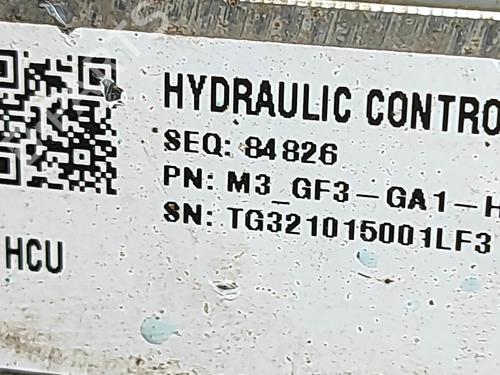 HYDRAULIC CONTRO
SEQ: 84826
PN: M3_GF3-GA1-H
SN: TG321015001LF3
HCU